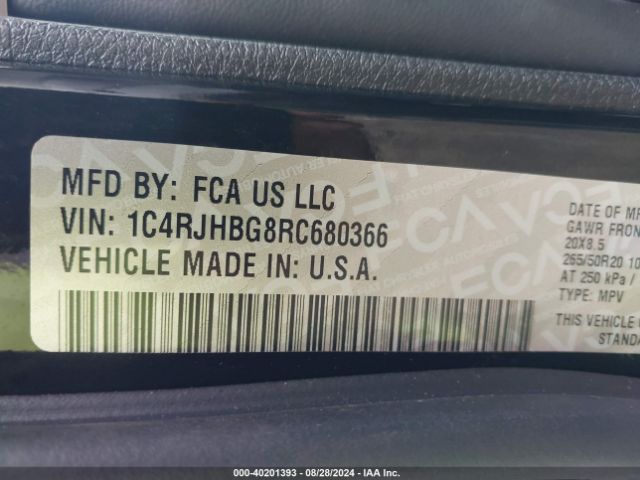 MFD BY: FCA US LLC
VIN: 1C4RJHBG8RC680366
VEHICLE MADE IN: U.S.A.
DATE OF MF
GAWR FRON
20X8.5
265/50R20 10
AT 250 kPa /
TYPE: MPV
THIS VEHICLE
STANDA
000-40201393 - 08/28/2024 - IAA Inc.